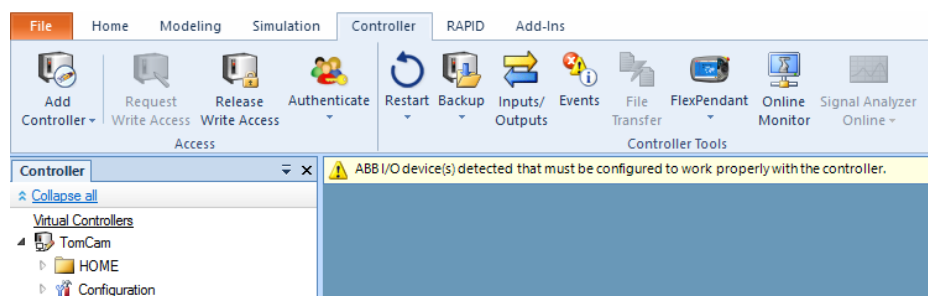 File Home Modeling Simulation Controller RAPID Add-Ins
Add Controller Request Write Access Release Write Access Authenticate Restart Backup Inputs/ Outputs Events File Transfer FlexPendant Online Monitor Signal Analyzer Online
Access Controller Tools
Controller
ABB I/O device(s) detected that must be configured to work properly with the controller.
Collapse all
Virtual Controllers
TomCam
HOME
Configuration